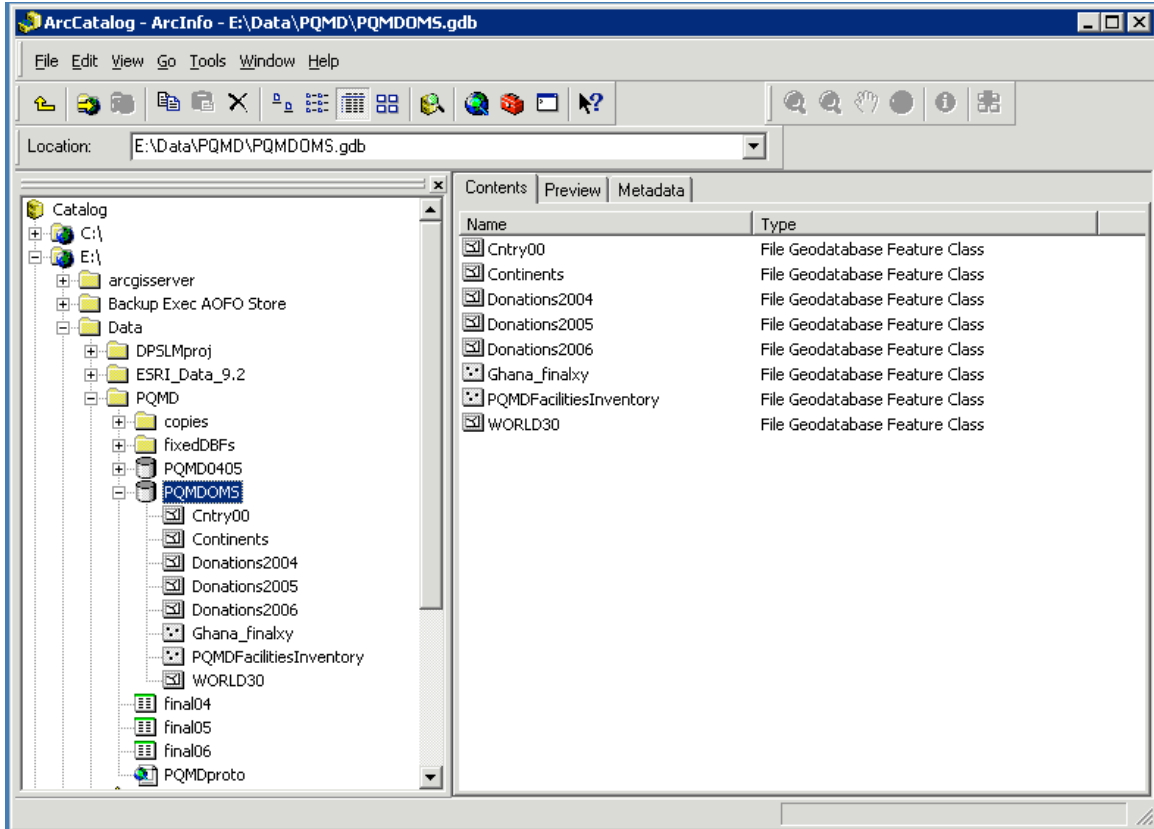 ArcCatalog - ArcInfo - E:\Data\PQMD\PQMDOMS.gdb
File Edit View Go Tools Window Help
Location: E:\Data\PQMD\PQMDOMS.gdb
Catalog
C:\
E:\
arcgisserver
Backup Exec AOFO Store
Data
DPSLMproj
ESRI_Data_9.2
PQMD
copies
fixedDBFs
PQMD0405
PQMDOMS
Cntry00
Continents
Donations2004
Donations2005
Donations2006
Ghana_finalxy
PQMDFacilitiesInventory
WORLD30
final04
final05
final06
PQMDproto
Contents Preview Metadata
Name Type
Cntry00 File Geodatabase Feature Class
Continents File Geodatabase Feature Class
Donations2004 File Geodatabase Feature Class
Donations2005 File Geodatabase Feature Class
Donations2006 File Geodatabase Feature Class
Ghana_finalxy File Geodatabase Feature Class
PQMDFacilitiesInventory File Geodatabase Feature Class
WORLD30 File Geodatabase Feature Class